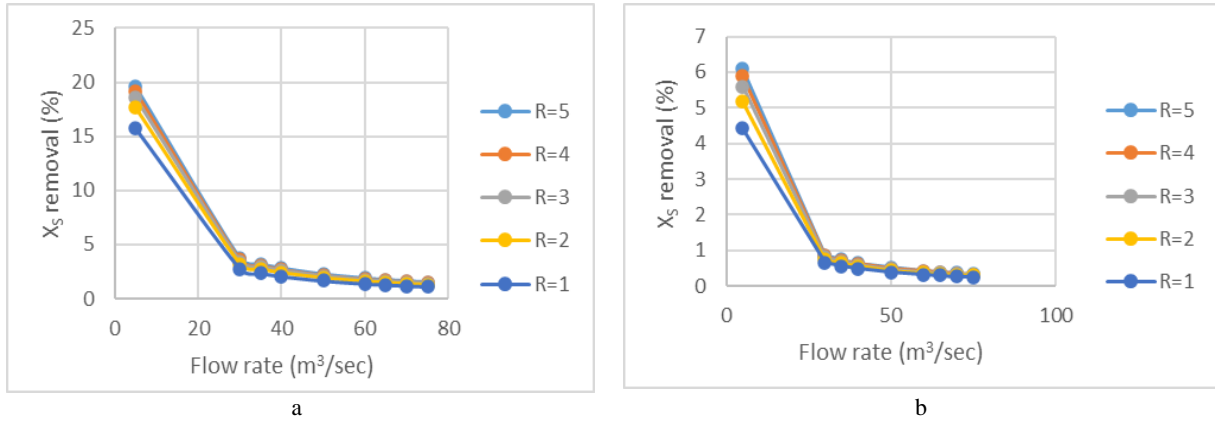 25
20
15
10
5
0
0 20 40 60 80
X_S removal (%)
Flow rate (m³/sec)
R=5
R=4
R=3
R=2
R=1
a
7
6
5
4
3
2
1
0
0 50 100
X_S removal (%)
Flow rate (m³/sec)
R=5
R=4
R=3
R=2
R=1
b